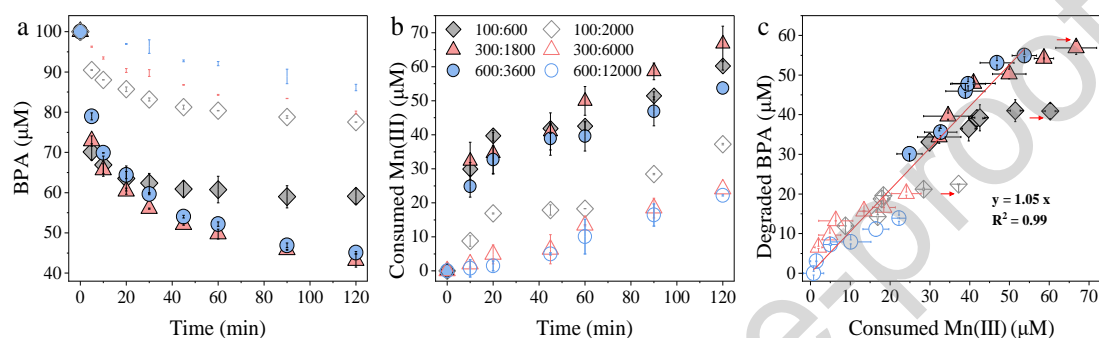 a
BPA (μM)
100
90
80
70
60
50
40
0 20 40 60 80 100 120
Time (min)
b
Consumed Mn(III) (μM)
70
60
50
40
30
20
10
0
100:600 100:2000
300:1800 300:6000
600:3600 600:12000
0 20 40 60 80 100 120
Time (min)
c
Degraded BPA (μM)
60
50
40
30
20
10
0
y = 1.05 x
R² = 0.99
0 10 20 30 40 50 60 70
Consumed Mn(III) (μM)
e-proof